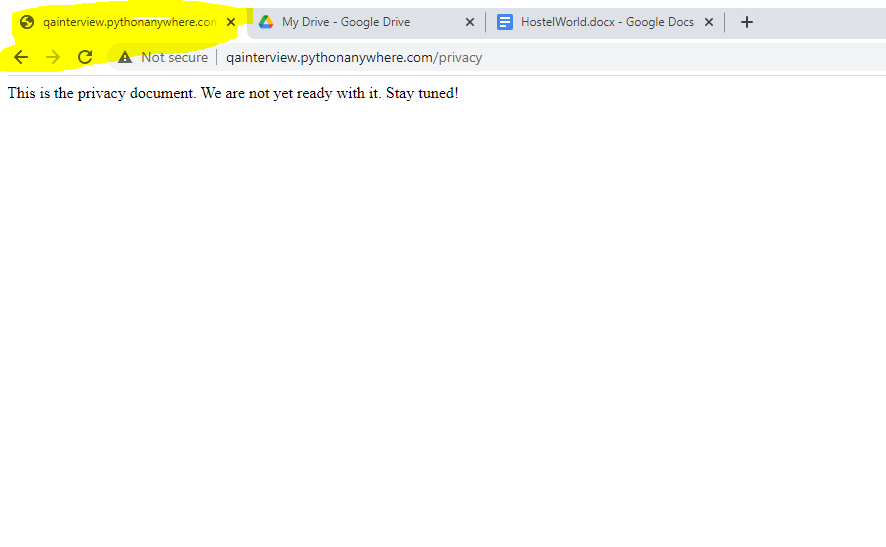 qainterview.pythonanywhere.com
My Drive - Google Drive
HostelWorld.docx - Google Docs
Not secure
qainterview.pythonanywhere.com/privacy
This is the privacy document. We are not yet ready with it. Stay tuned!